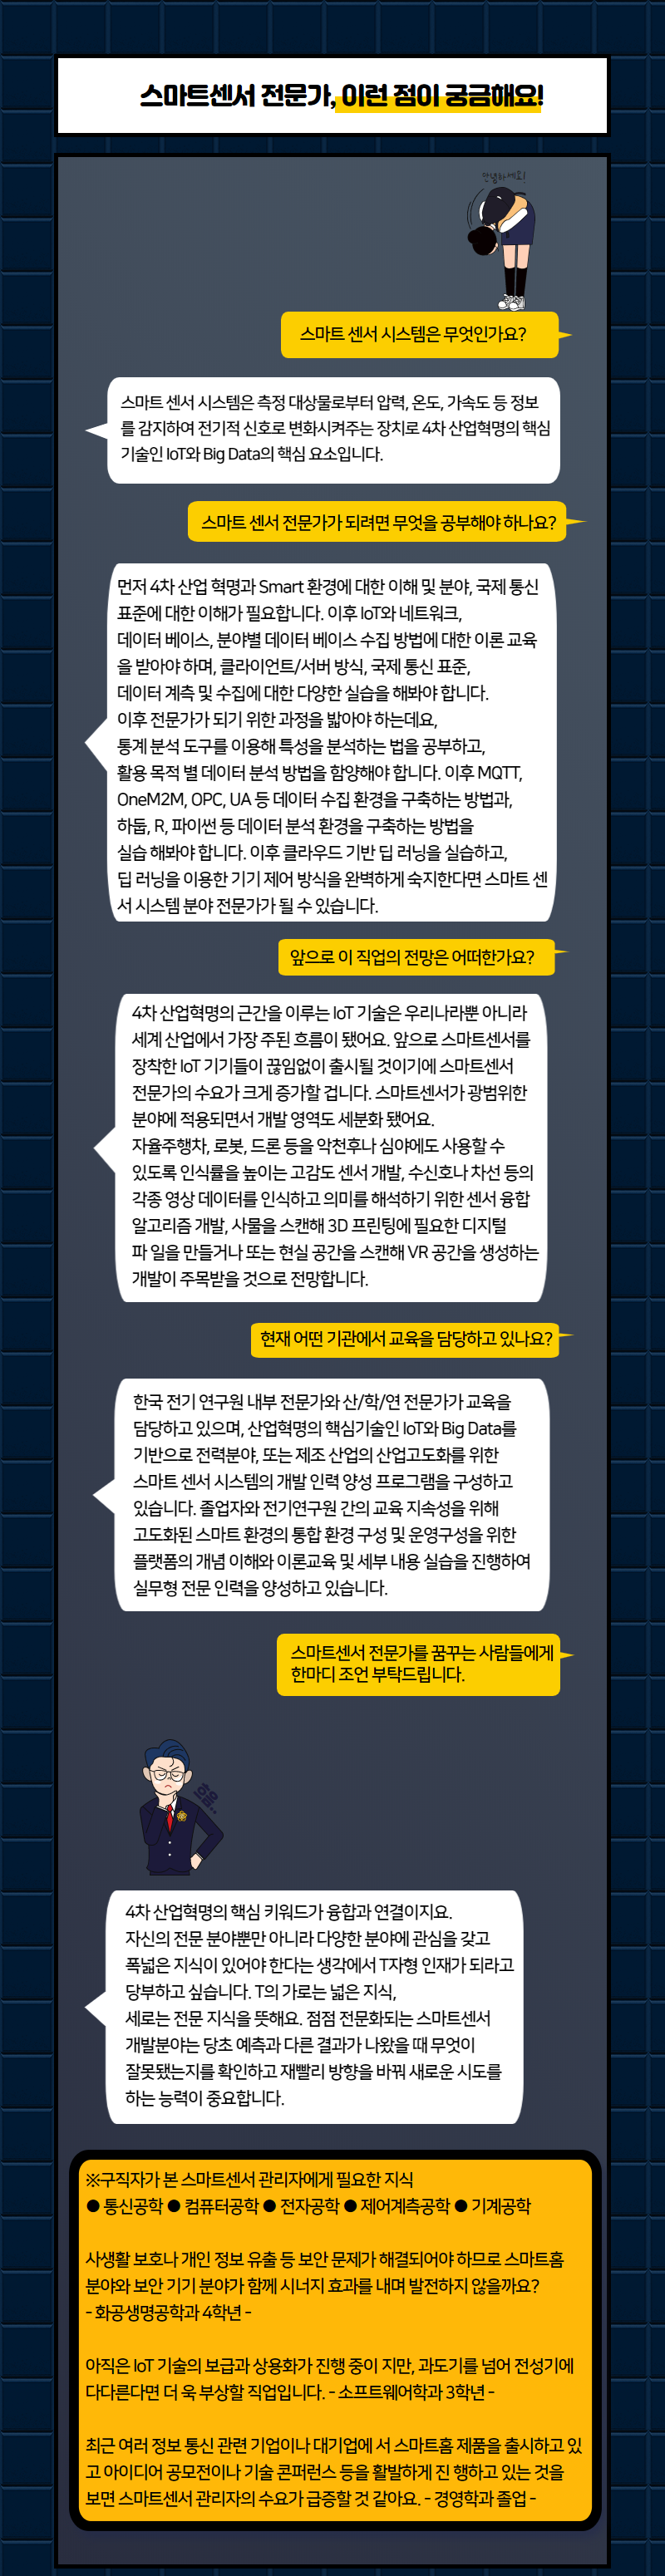 스마트센서 전문가, 이런 점이 궁금해요!
안녕하세요!
스마트 센서 시스템은 무엇인가요?
스마트 센서 시스템은 측정 대상물로부터 압력, 온도, 가속도 등 정보
를 감지하여 전기적 신호로 변화시켜주는 장치로 4차 산업혁명의 핵심
기술인 IoT와 Big Data의 핵심 요소입니다.
스마트 센서 전문가가 되려면 무엇을 공부해야 하나요?
먼저 4차 산업 혁명과 Smart 환경에 대한 이해 및 분야, 국제 통신
표준에 대한 이해가 필요합니다. 이후 IoT와 네트워크,
데이터 베이스, 분야별 데이터 베이스 수집 방법에 대한 이론 교육
을 받아야 하며, 클라이언트/서버 방식, 국제 통신 표준,
데이터 계측 및 수집에 대한 다양한 실습을 해봐야 합니다.
이후 전문가가 되기 위한 과정을 밟아야 하는데요,
통계 분석 도구를 이용해 특성을 분석하는 법을 공부하고,
활용 목적 별 데이터 분석 방법을 함양해야 합니다. 이후 MQTT,
OneM2M, OPC, UA 등 데이터 수집 환경을 구축하는 방법과,
하둡, R, 파이썬 등 데이터 분석 환경을 구축하는 방법을
실습 해봐야 합니다. 이후 클라우드 기반 딥 러닝을 실습하고,
딥 러닝을 이용한 기기 제어 방식을 완벽하게 숙지한다면 스마트 센
서 시스템 분야 전문가가 될 수 있습니다.
앞으로 이 직업의 전망은 어떠한가요?
4차 산업혁명의 근간을 이루는 IoT 기술은 우리나라뿐 아니라
세계 산업에서 가장 주된 흐름이 됐어요. 앞으로 스마트센서를
장착한 IoT 기기들이 끊임없이 출시될 것이기에 스마트센서
전문가의 수요가 크게 증가할 겁니다. 스마트센서가 광범위한
분야에 적용되면서 개발 영역도 세분화 됐어요.
자율주행차, 로봇, 드론 등을 악천후나 심야에도 사용할 수
있도록 인식률을 높이는 고감도 센서 개발, 수신호나 차선 등의
각종 영상 데이터를 인식하고 의미를 해석하기 위한 센서 융합
알고리즘 개발, 사물을 스캔해 3D 프린팅에 필요한 디지털
파 일을 만들거나 또는 현실 공간을 스캔해 VR 공간을 생성하는
개발이 주목받을 것으로 전망합니다.
현재 어떤 기관에서 교육을 담당하고 있나요?
한국 전기 연구원 내부 전문가와 산/학/연 전문가가 교육을
담당하고 있으며, 산업혁명의 핵심기술인 IoT와 Big Data를
기반으로 전력분야, 또는 제조 산업의 산업고도화를 위한
스마트 센서 시스템의 개발 인력 양성 프로그램을 구성하고
있습니다. 졸업자와 전기연구원 간의 교육 지속성을 위해
고도화된 스마트 환경의 통합 환경 구성 및 운영구성을 위한
플랫폼의 개념 이해와 이론교육 및 세부 내용 실습을 진행하여
실무형 전문 인력을 양성하고 있습니다.
스마트센서 전문가를 꿈꾸는 사람들에게
한마디 조언 부탁드립니다.
흐음..
4차 산업혁명의 핵심 키워드가 융합과 연결이지요.
자신의 전문 분야뿐만 아니라 다양한 분야에 관심을 갖고
폭넓은 지식이 있어야 한다는 생각에서 T자형 인재가 되라고
당부하고 싶습니다. T의 가로는 넓은 지식,
세로는 전문 지식을 뜻해요. 점점 전문화되는 스마트센서
개발분야는 당초 예측과 다른 결과가 나왔을 때 무엇이
잘못됐는지를 확인하고 재빨리 방향을 바꿔 새로운 시도를
하는 능력이 중요합니다.
※구직자가 본 스마트센서 관리자에게 필요한 지식
● 통신공학 ● 컴퓨터공학 ● 전자공학 ● 제어계측공학 ● 기계공학
사생활 보호나 개인 정보 유출 등 보안 문제가 해결되어야 하므로 스마트홈
분야와 보안 기기 분야가 함께 시너지 효과를 내며 발전하지 않을까요?
- 화공생명공학과 4학년 -
아직은 IoT 기술의 보급과 상용화가 진행 중이 지만, 과도기를 넘어 전성기에
다다른다면 더 욱 부상할 직업입니다. - 소프트웨어학과 3학년 -
최근 여러 정보 통신 관련 기업이나 대기업에 서 스마트홈 제품을 출시하고 있
고 아이디어 공모전이나 기술 콘퍼런스 등을 활발하게 진 행하고 있는 것을
보면 스마트센서 관리자의 수요가 급증할 것 같아요. - 경영학과 졸업 -